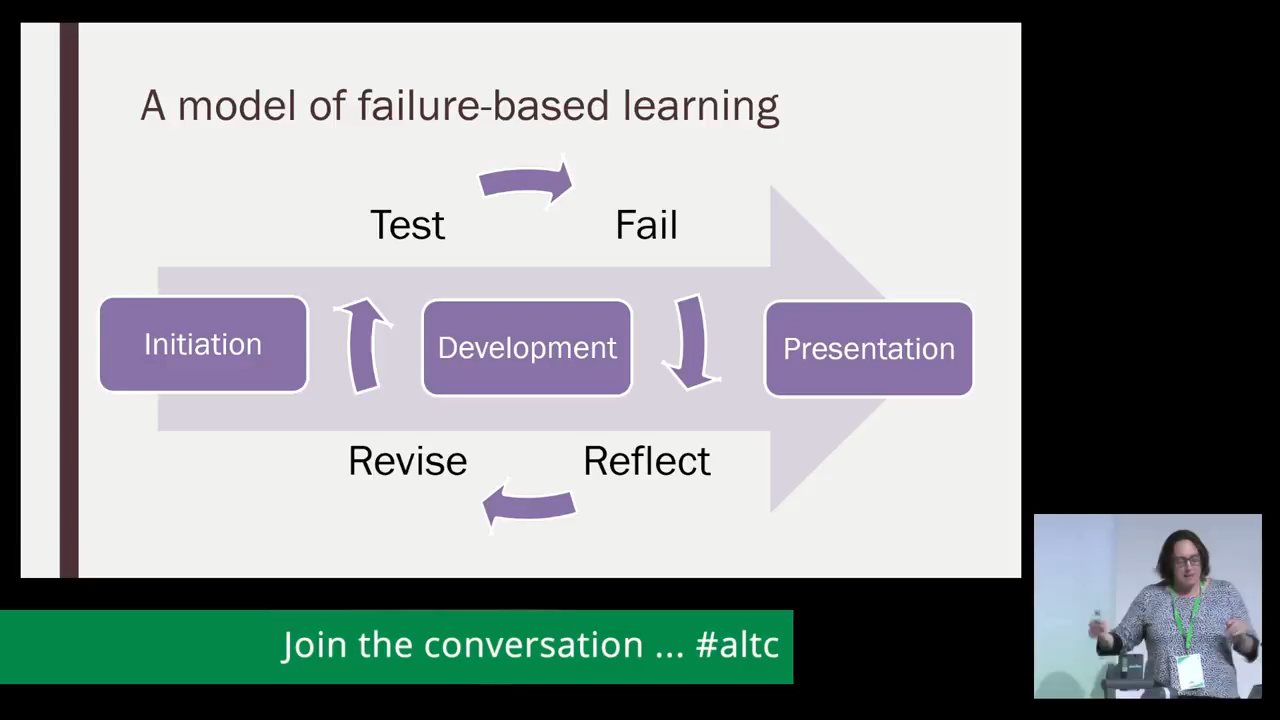 A model of failure-based learning
Test
Fail
Initiation
Development
Presentation
Revise
Reflect
Join the conversation ... #altc